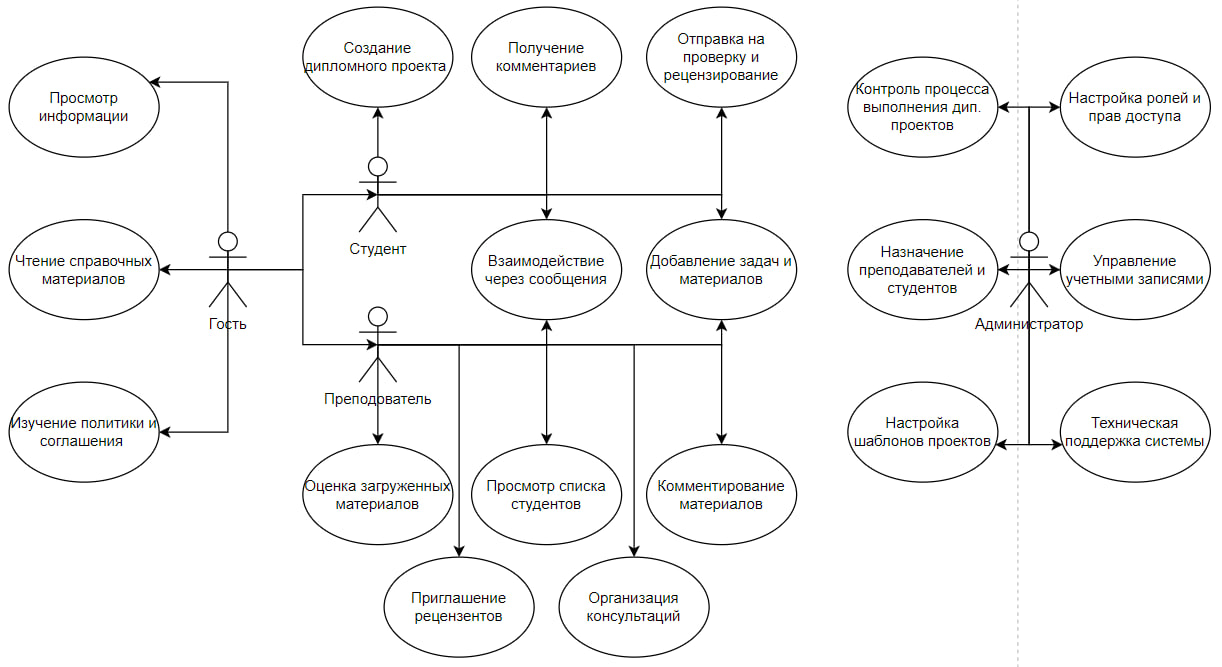 Создание
дипломного проекта
Получение
комментариев
Отправка на
проверку и
рецензирование
Просмотр
информации
Контроль процесса
выполнения дип.
проектов
Настройка ролей и
прав доступа
Студент
Чтение справочных
материалов
Гость
Взаимодействие
через сообщения
Добавление задач и
материалов
Назначение
преподавателей и
студентов
Управление
учетными записями
Администратор
Преподователь
Изучение политики и
соглашения
Настройка
шаблонов проектов
Техническая
поддержка системы
Оценка загруженных
материалов
Просмотр списка
студентов
Комментирование
материалов
Приглашение
рецензентов
Организация
консультаций